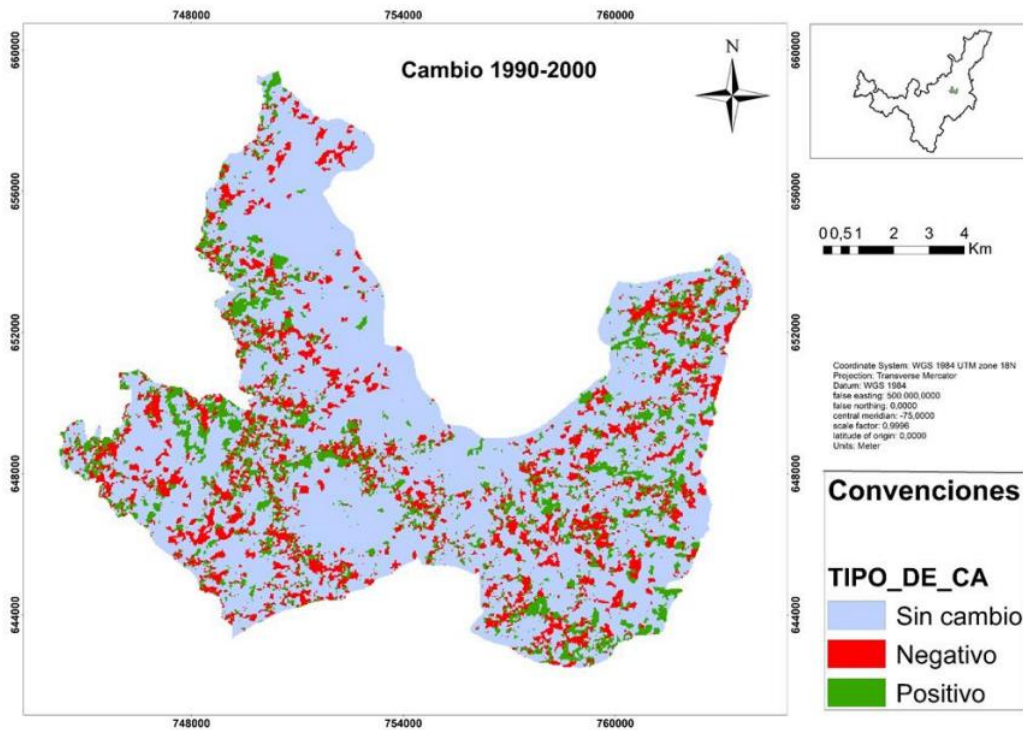 748000 754000 760000
Cambio 1990-2000
N
660000
656000
652000
648000
644000
660000
656000
652000
648000
644000
748000 754000 760000
0 0,5 1 2 3 4
Km
Coordinate System: WGS 1984 UTM zone 18N
Projection: Transverse Mercator
Datum: WGS 1984
false easting: 500.000,0000
false northing: 0,0000
central meridian: -75,0000
scale factor: 0,9996
latitude of origin: 0,0000
Units: Meter
Convenciones
TIPO_DE_CA
Sin cambio
Negativo
Positivo